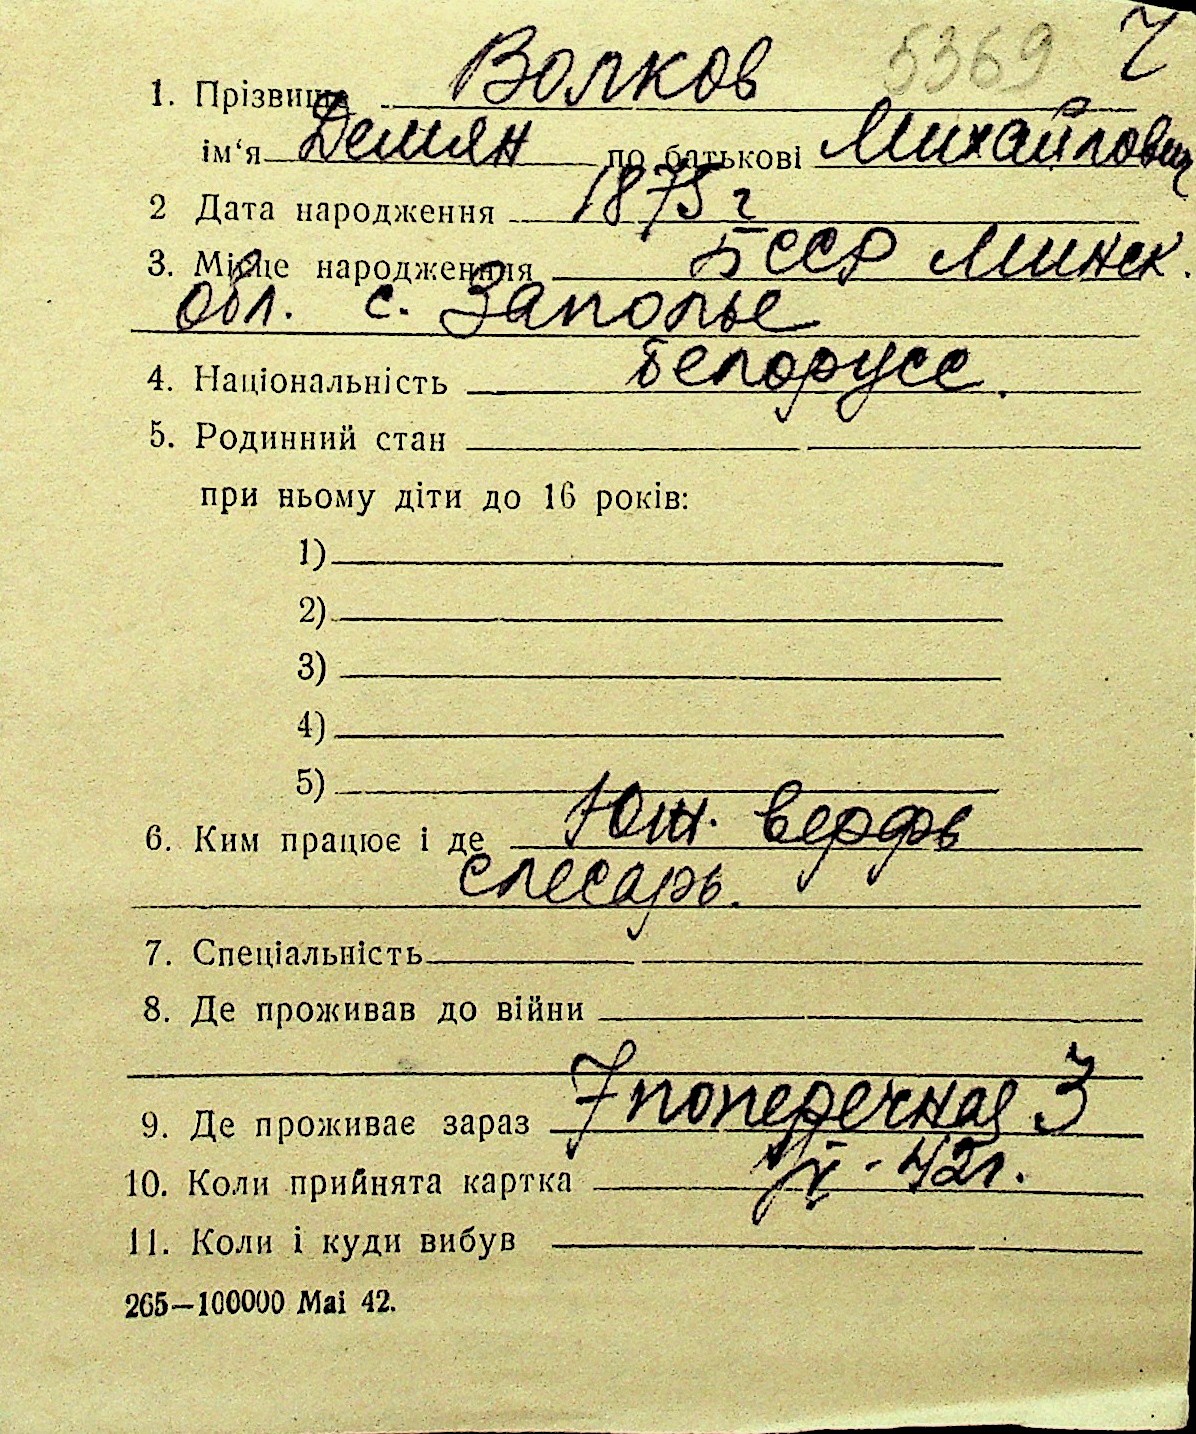 5369 7
1. Прізвище Волков
ім'я Демян по батькові Михайлович
2 Дата народження 1875 г
3. Місце народження БССР Минск.
обл. с. Заполье
4. Національність белорусс.
5. Родинний стан
при ньому діти до 16 років:
1)
2)
3)
4)
5)
6. Ким працює і де Юж. верфь
слесарь.
7. Спеціальність
8. Де проживав до війни
9. Де проживає зараз 7 поперечная 3
10. Коли прийнята картка -42г.
11. Коли і куди вибув
265—100000 Mai 42.